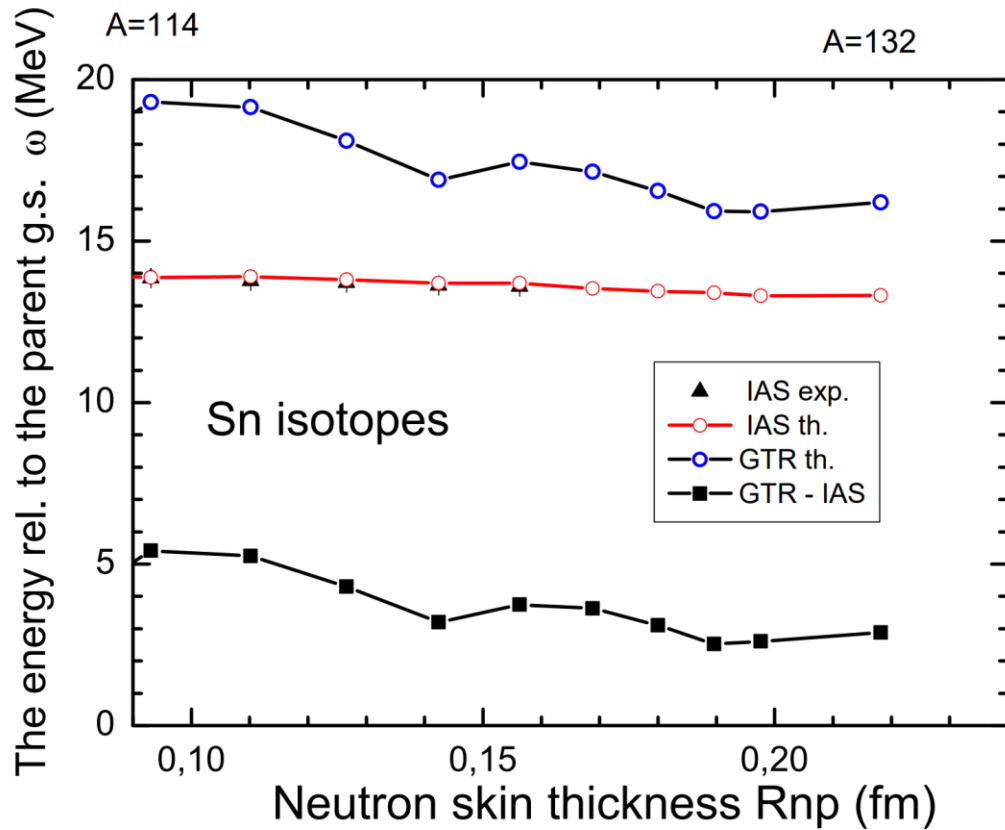 A=114
A=132
The energy rel. to the parent g.s. ω (MeV)
20
15
10
5
0
Sn isotopes
IAS exp.
IAS th.
GTR th.
GTR - IAS
0,10
0,15
0,20
Neutron skin thickness Rnp (fm)